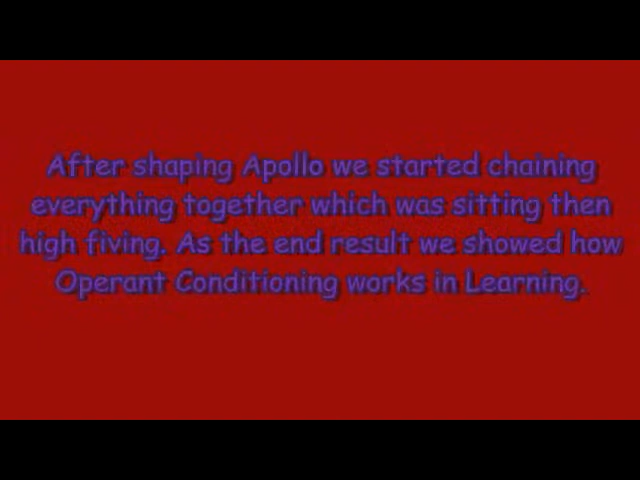 After shaping Apollo we started chaining
everything together which was sitting then
high fiving. As the end result we showed how
Operant Conditioning works in Learning.